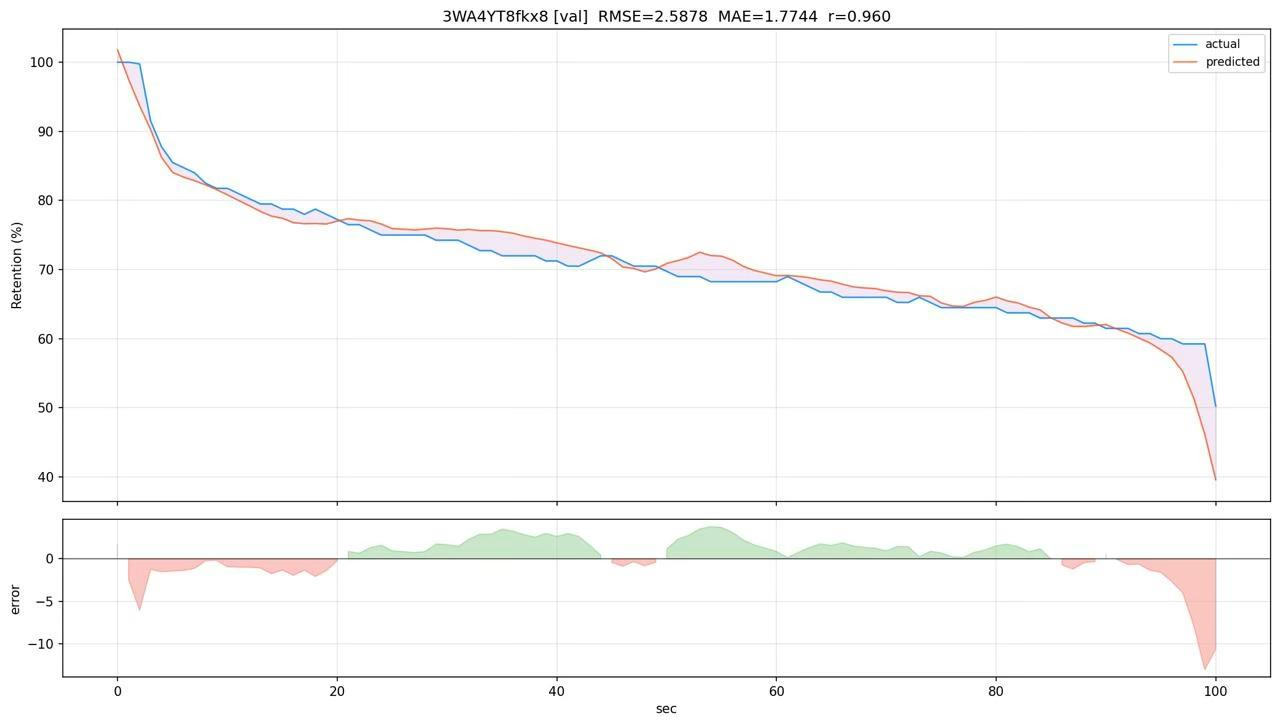 3WA4YT8fkx8 [val]  RMSE=2.5878  MAE=1.7744  r=0.960
actual
predicted
Retention (%)
100
90
80
70
60
50
40
error
0
−5
−10
0 20 40 60 80 100
sec